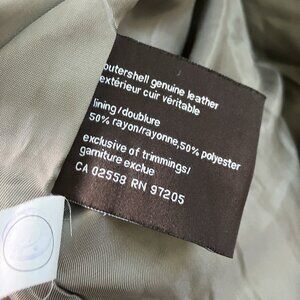 outershell genuine leather
extérieur cuir véritable
lining/doublure
50% rayon/rayonne,50% polyester
exclusive of trimmings/
garniture exclue
CA 02558 RN 97205